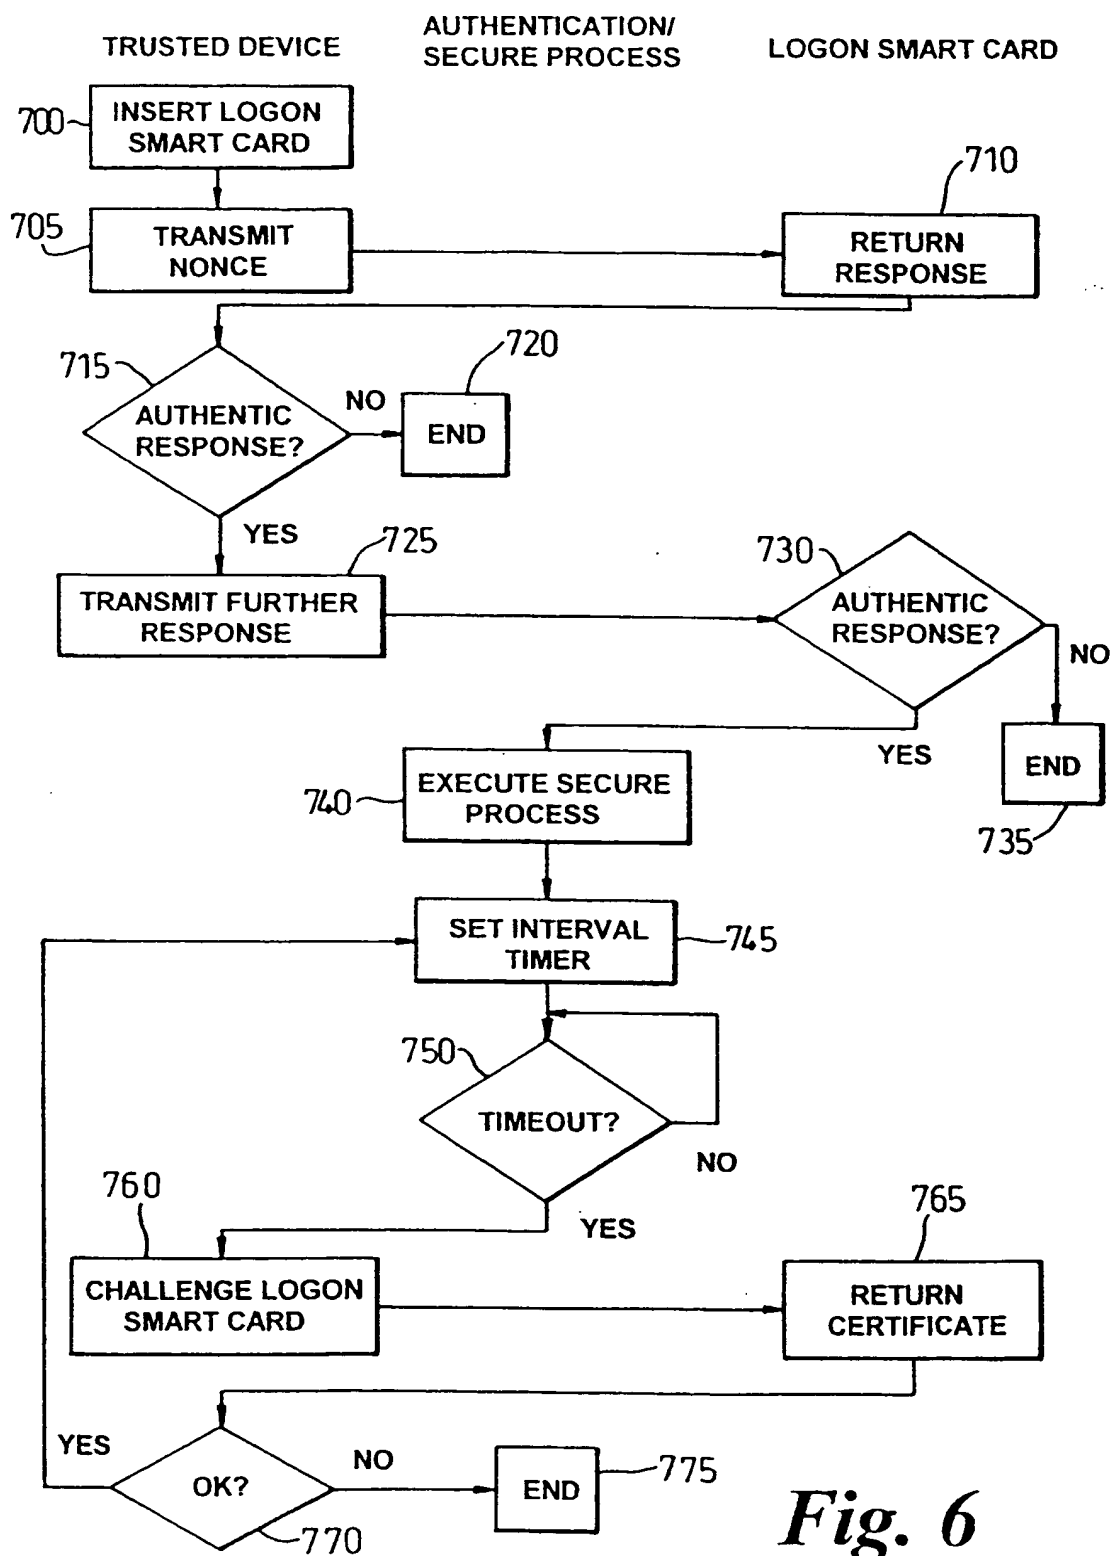 TRUSTED DEVICE
AUTHENTICATION/
SECURE PROCESS
LOGON SMART CARD
700
INSERT LOGON
SMART CARD
705
TRANSMIT
NONCE
710
RETURN
RESPONSE
715
AUTHENTIC
RESPONSE?
NO
720
END
YES
725
TRANSMIT FURTHER
RESPONSE
730
AUTHENTIC
RESPONSE?
NO
YES
END
735
740
EXECUTE SECURE
PROCESS
SET INTERVAL
TIMER
745
750
TIMEOUT?
NO
YES
760
CHALLENGE LOGON
SMART CARD
765
RETURN
CERTIFICATE
YES
OK?
NO
770
END
775
Fig. 6